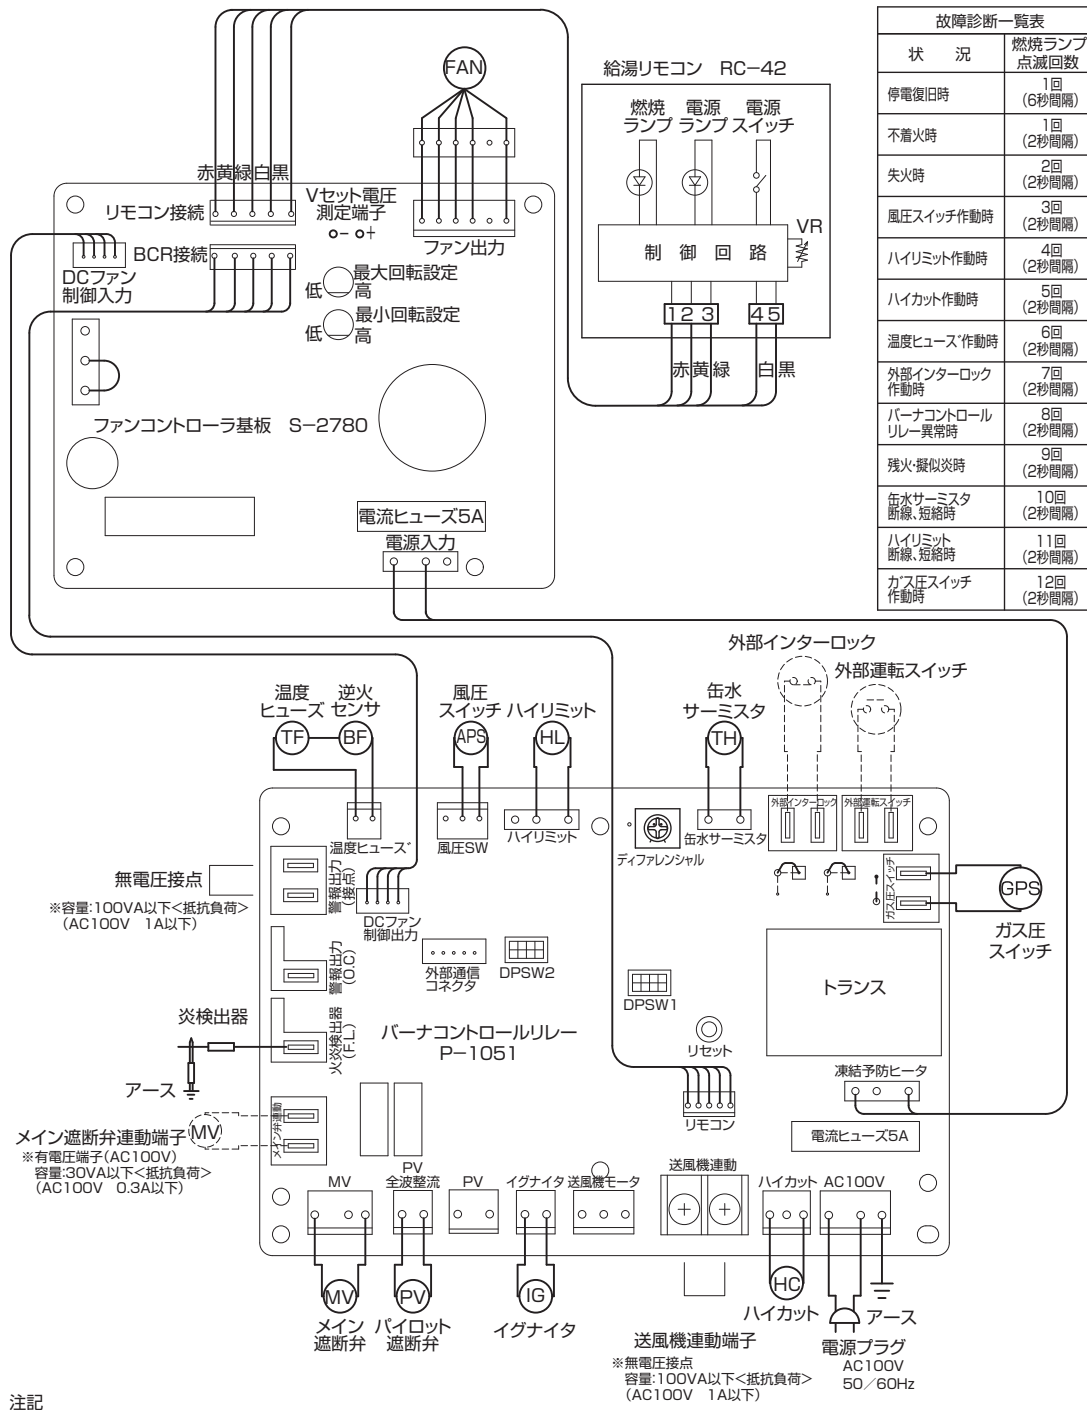 故障診断一覧表
状　況
燃焼ランプ
点滅回数
停電復旧時
1回
(6秒間隔)
不着火時
1回
(2秒間隔)
失火時
2回
(2秒間隔)
風圧スイッチ作動時
3回
(2秒間隔)
ハイリミット作動時
4回
(2秒間隔)
ハイカット作動時
5回
(2秒間隔)
温度ヒューズ作動時
6回
(2秒間隔)
外部インターロック
作動時
7回
(2秒間隔)
バーナコントロール
リレー異常時
8回
(2秒間隔)
残火・擬似炎時
9回
(2秒間隔)
缶水サーミスタ
断線、短絡時
10回
(2秒間隔)
ハイリミット
断線、短絡時
11回
(2秒間隔)
ガス圧スイッチ
作動時
12回
(2秒間隔)
FAN
給湯リモコン　RC-42
燃焼
ランプ
電源
ランプ
電源
スイッチ
VR
制　御　回　路
1 2 3
4 5
赤黄緑
白黒
赤黄緑白黒
リモコン接続
Vセット電圧
測定端子
− +
ファン出力
BCR接続
DCファン
制御入力
最大回転設定
低 高
最小回転設定
低 高
ファンコントローラ基板　S-2780
電流ヒューズ5A
電源入力
外部インターロック
外部運転スイッチ
温度
ヒューズ
逆火
センサ
風圧
スイッチ
ハイリミット
缶水
サーミスタ
TF
BF
APS
HL
TH
外部インターロック
外部運転スイッチ
温度ヒューズ
風圧SW
ハイリミット
ディファレンシャル
缶水サーミスタ
ガス圧スイッチ
GPS
ガス圧
スイッチ
無電圧接点
※容量:100VA以下<抵抗負荷>
(AC100V　1A以下)
警報出力
(接点)
DCファン
制御出力
警報出力
(O.C)
外部通信
コネクタ
DPSW2
DPSW1
トランス
炎検出器
火炎検出器
(F.L.)
アース
バーナコントロールリレー
P-1051
リセット
凍結予防ヒータ
リモコン
電流ヒューズ5A
メイン遮断弁連動端子
MV
メイン弁連動
※有電圧端子(AC100V)
容量:30VA以下<抵抗負荷>
(AC100V　0.3A以下)
MV
PV
全波整流
PV
イグナイタ
送風機モータ
送風機連動
ハイカット
AC100V
MV
メイン
遮断弁
PV
パイロット
遮断弁
IG
イグナイタ
HC
ハイカット
アース
送風機連動端子
※無電圧接点
容量:100VA以下<抵抗負荷>
(AC100V　1A以下)
電源プラグ
AC100V
50／60Hz
注記